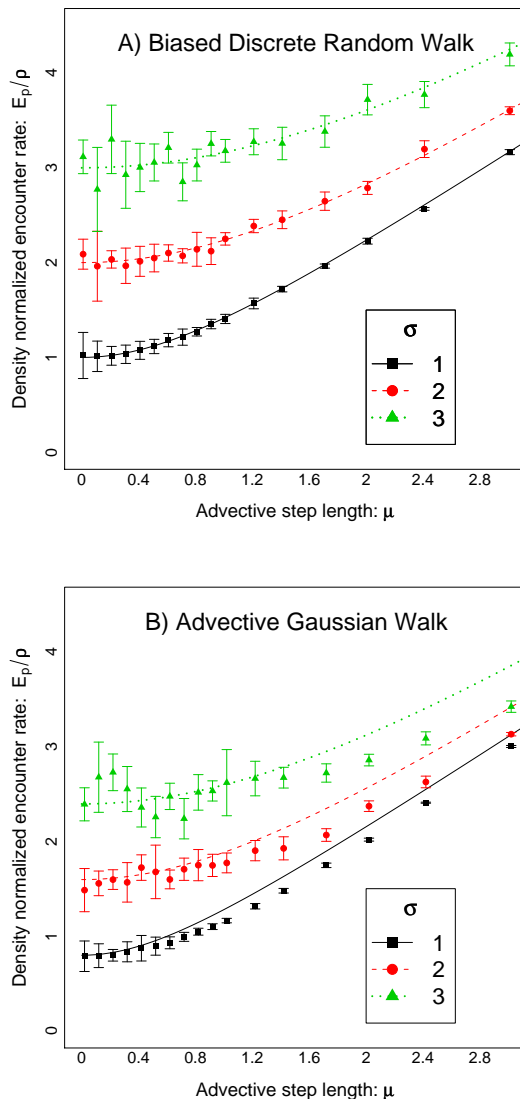 A) Biased Discrete Random Walk
Density normalized encounter rate: Eₚ/ρ
4
3
2
1
0
σ
1
2
3
0 0.4 0.8 1.2 1.6 2 2.4 2.8
Advective step length: μ
B) Advective Gaussian Walk
Density normalized encounter rate: Eₚ/ρ
4
3
2
1
0
σ
1
2
3
0 0.4 0.8 1.2 1.6 2 2.4 2.8
Advective step length: μ